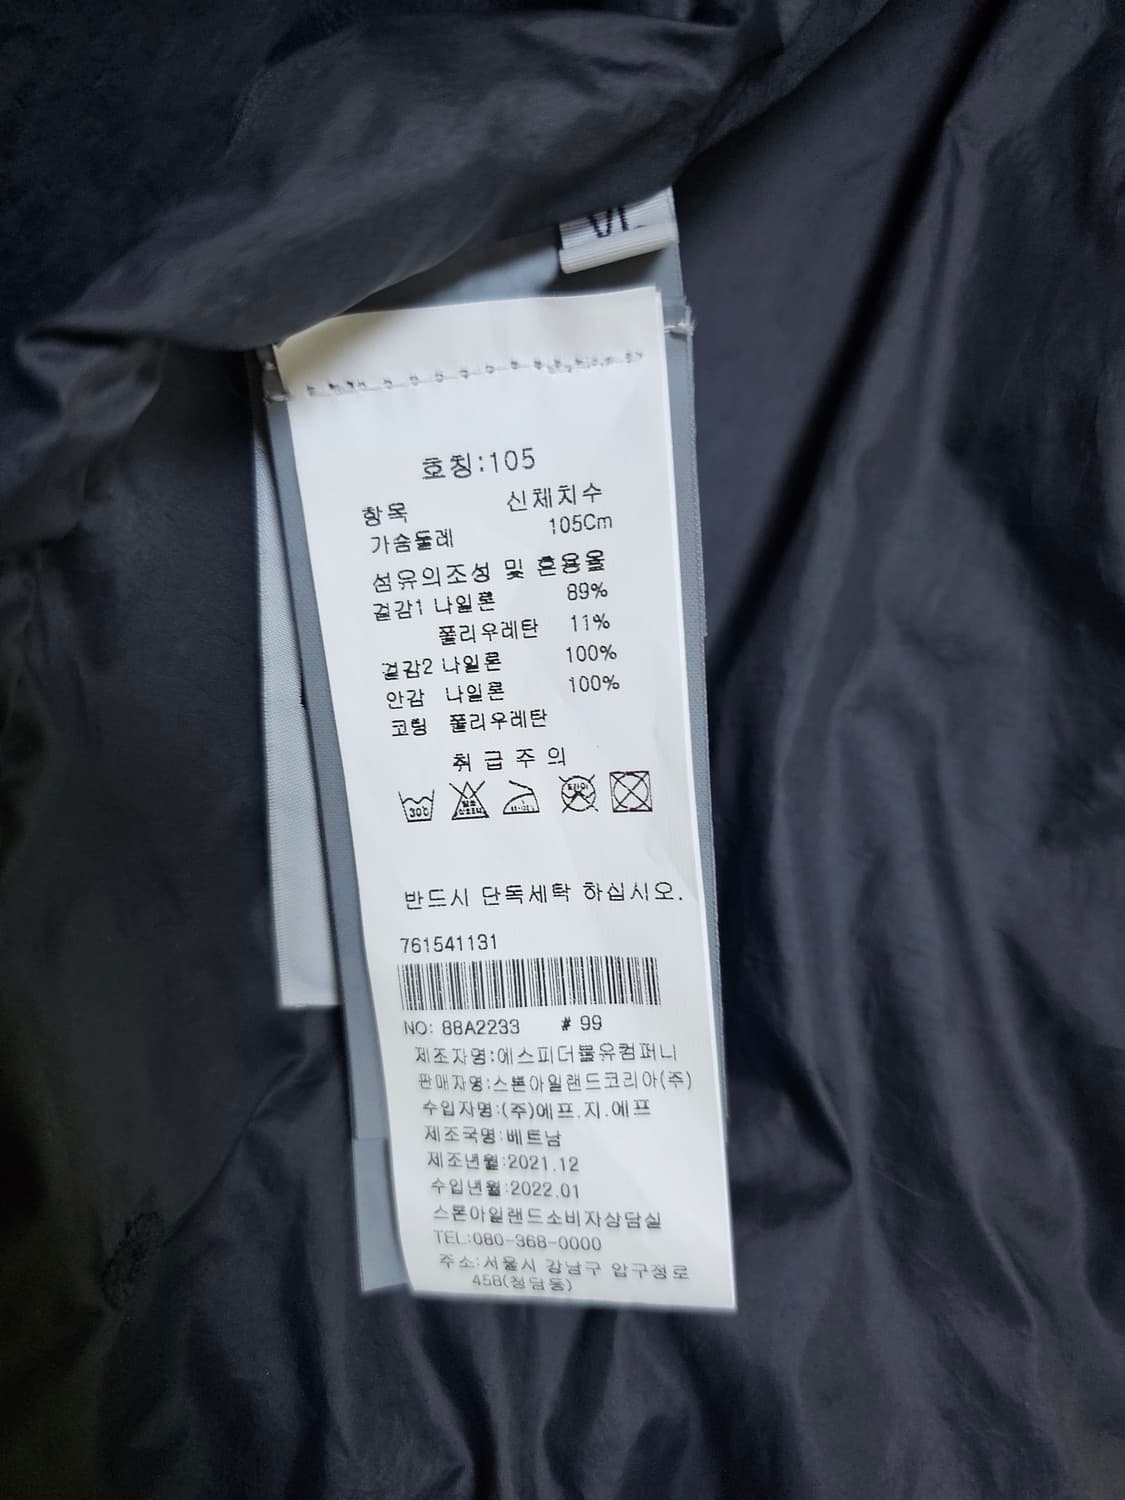 호칭:105
항목 신체치수
가슴둘레 105Cm
섬유의조성 및 혼용율
겉감1 나일론 89%
폴리우레탄 11%
겉감2 나일론 100%
안감 나일론 100%
코팅 폴리우레탄
취급주의
30℃
반드시 단독세탁 하십시오.
761541131
NO: 88A2233 # 99
제조자명:에스피더블유컴퍼니
판매자명:스톤아일랜드코리아(주)
수입자명:(주)에프.지.에프
제조국명:베트남
제조년월:2021.12
수입년월:2022.01
스톤아일랜드소비자상담실
TEL:080-368-0000
주소:서울시 강남구 압구정로
458(청담동)